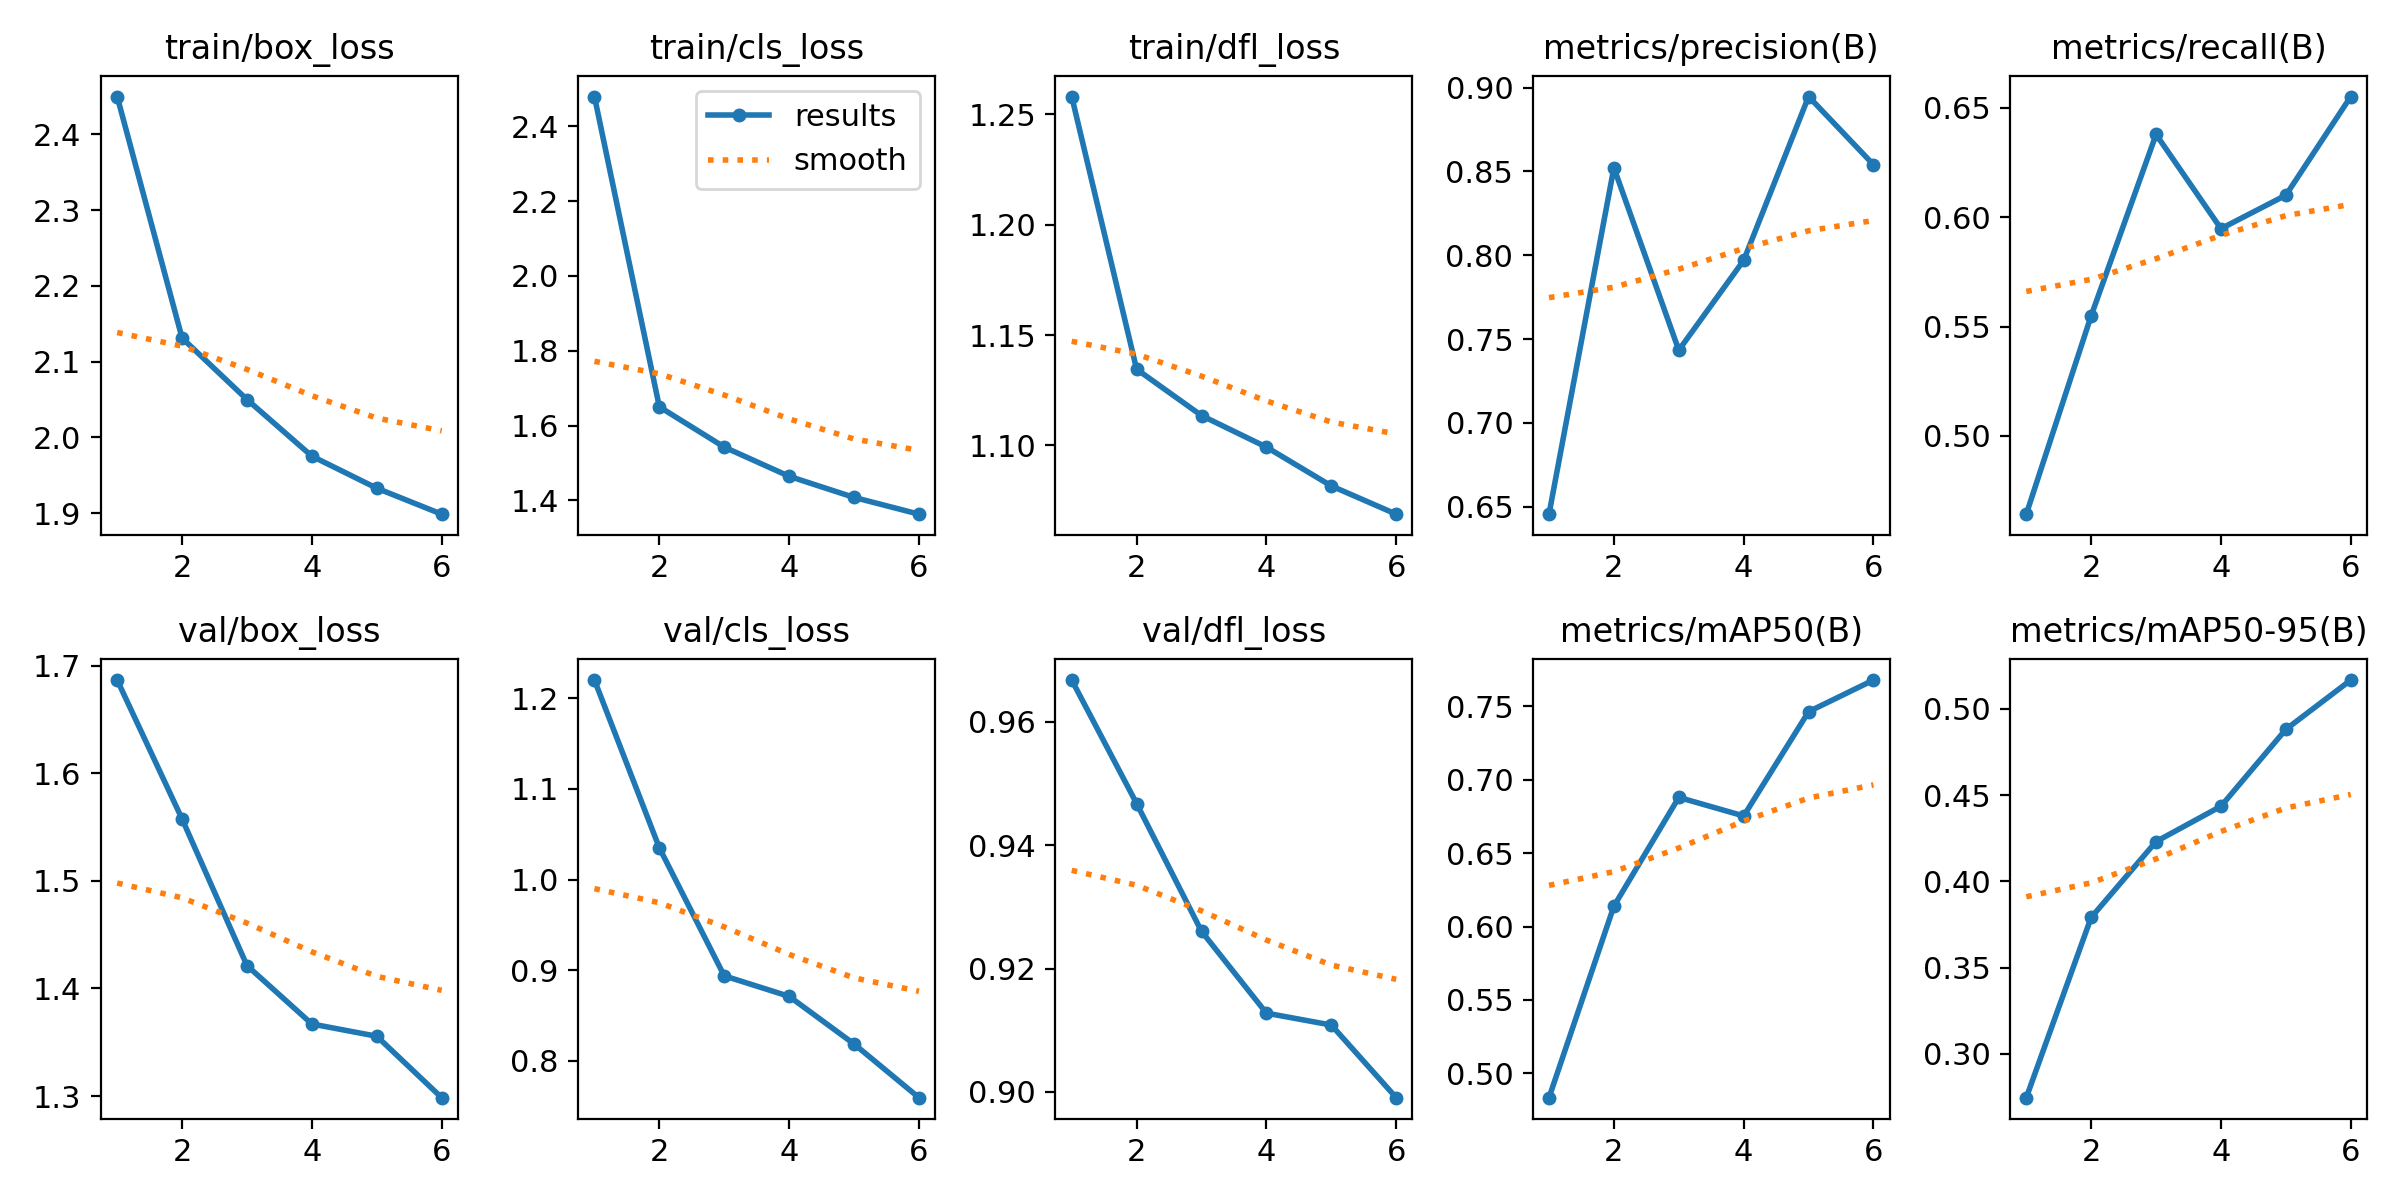 train/box_loss
2.4
2.3
2.2
2.1
2.0
1.9
2 4 6
train/cls_loss
results
smooth
2.4
2.2
2.0
1.8
1.6
1.4
2 4 6
train/dfl_loss
1.25
1.20
1.15
1.10
2 4 6
metrics/precision(B)
0.90
0.85
0.80
0.75
0.70
0.65
2 4 6
metrics/recall(B)
0.65
0.60
0.55
0.50
2 4 6
val/box_loss
1.7
1.6
1.5
1.4
1.3
2 4 6
val/cls_loss
1.2
1.1
1.0
0.9
0.8
2 4 6
val/dfl_loss
0.96
0.94
0.92
0.90
2 4 6
metrics/mAP50(B)
0.75
0.70
0.65
0.60
0.55
0.50
2 4 6
metrics/mAP50-95(B)
0.50
0.45
0.40
0.35
0.30
2 4 6